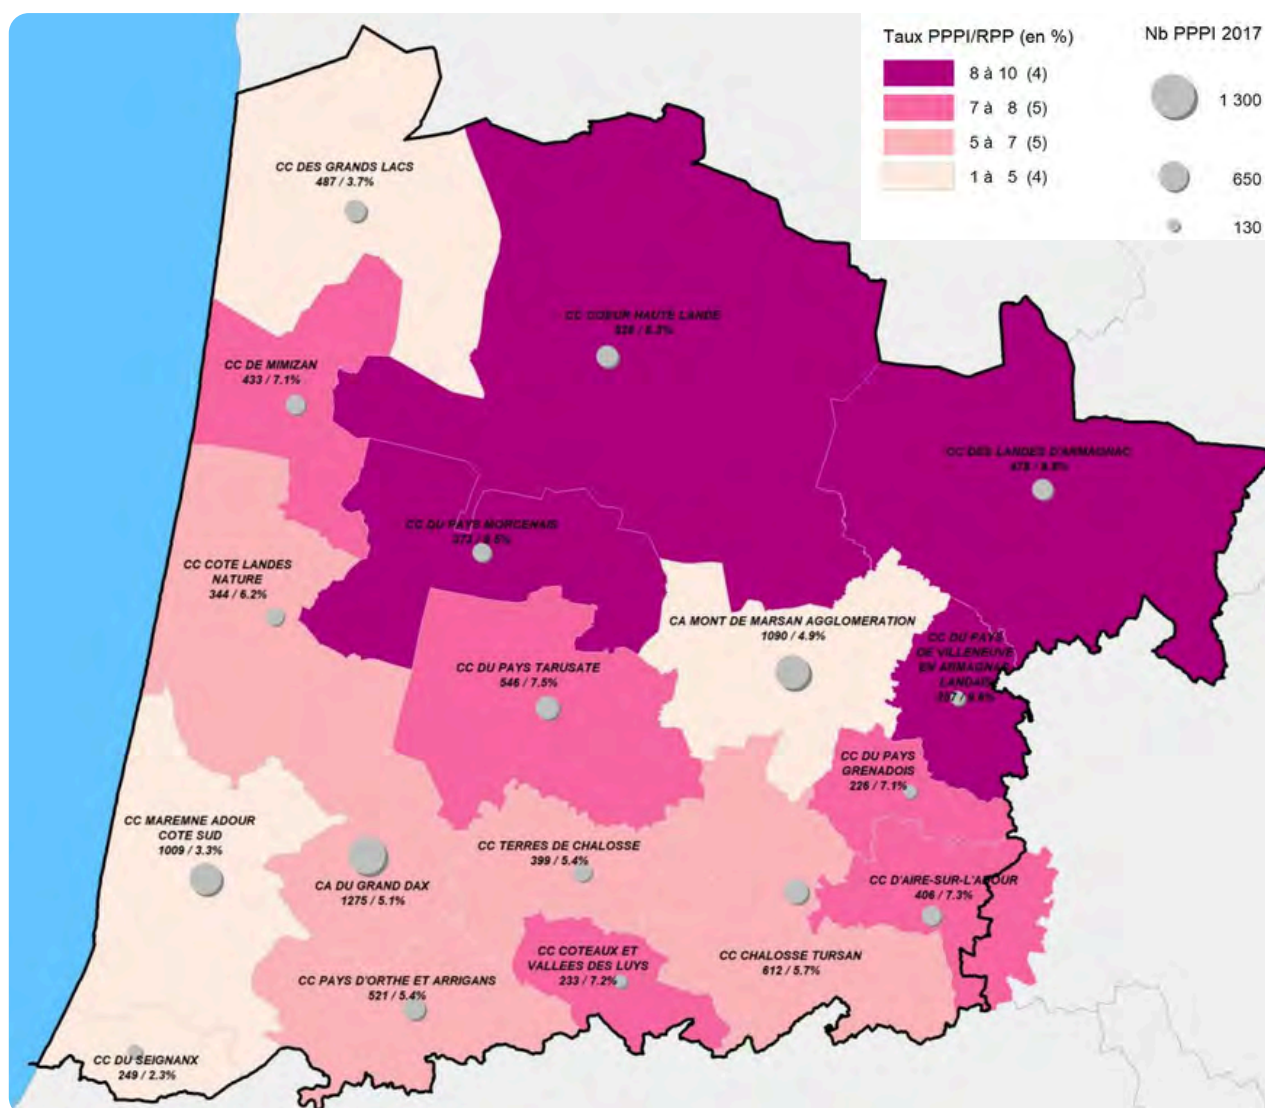 Taux PPPI/RPP (en %)
8 à 10 (4)
7 à 8 (5)
5 à 7 (5)
1 à 5 (4)
Nb PPPI 2017
1 300
650
130
CC DES GRANDS LACS
487 / 3.7%
CC COEUR HAUTE LANDE
CC DE MIMIZAN
433 / 7.1%
CC DES LANDES D'ARMAGNAC
CC DU PAYS MORCENAIS
CC COTE LANDES
NATURE
344 / 6.2%
CA MONT DE MARSAN AGGLOMERATION
1090 / 4.9%
CC DU PAYS
DE VILLENEUVE
EN ARMAGNAC
LANDAIS
CC DU PAYS TARUSATE
546 / 7.5%
CC DU PAYS
GRENADOIS
226 / 7.1%
CC MAREMNE ADOUR
COTE SUD
1009 / 3.3%
CC TERRES DE CHALOSSE
399 / 5.4%
CA DU GRAND DAX
1275 / 5.1%
CC D'AIRE-SUR-L'ADOUR
406 / 7.3%
CC COTEAUX ET
VALLEES DES LUYS
233 / 7.2%
CC CHALOSSE TURSAN
612 / 5.7%
CC PAYS D'ORTHE ET ARRIGANS
521 / 5.4%
CC DU SEIGNANX
249 / 2.3%